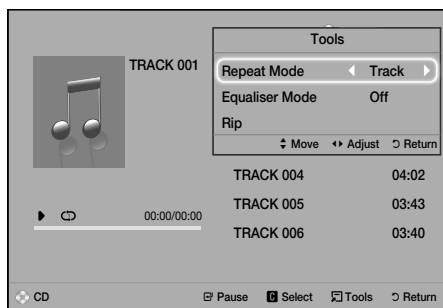 Tools
TRACK 001
Repeat Mode Track
Equaliser Mode Off
Rip
Move Adjust Return
TRACK 004 04:02
TRACK 005 03:43
00:00/00:00
TRACK 006 03:40
CD Pause C Select Tools Return